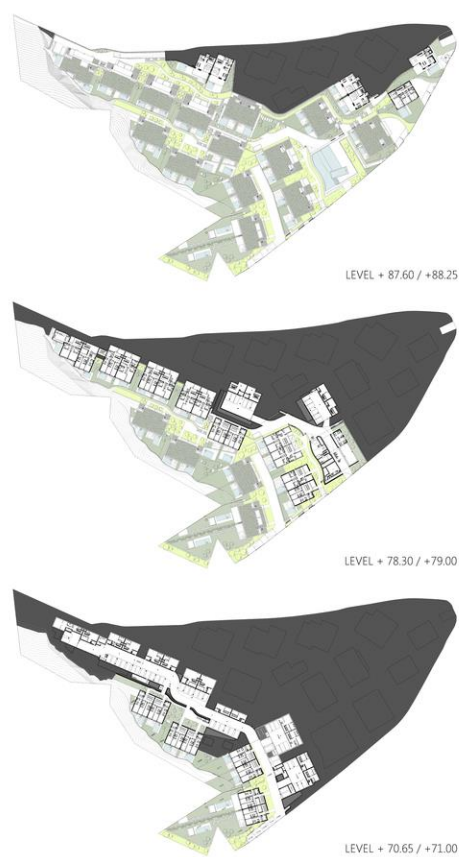 LEVEL + 87.60 / +88.25
LEVEL + 78.30 / +79.00
LEVEL + 70.65 / +71.00